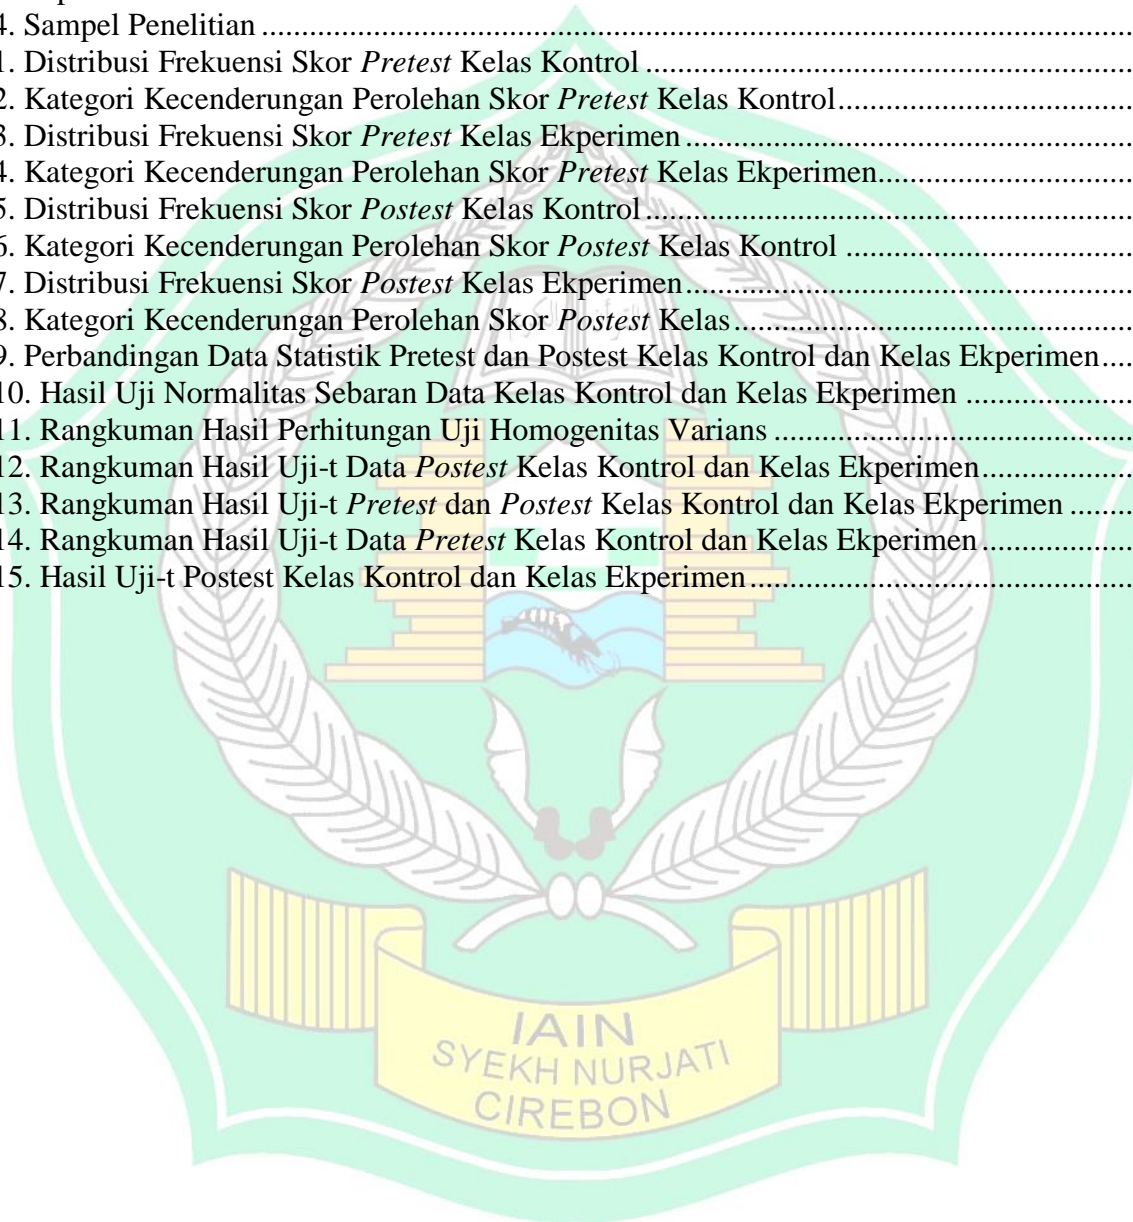 4. Sampel Penelitian ....................................................................................................
1. Distribusi Frekuensi Skor Pretest Kelas Kontrol ..........................................................
2. Kategori Kecenderungan Perolehan Skor Pretest Kelas Kontrol...................................
3. Distribusi Frekuensi Skor Pretest Kelas Ekperimen .....................................................
4. Kategori Kecenderungan Perolehan Skor Pretest Kelas Ekperimen..............................
5. Distribusi Frekuensi Skor Postest Kelas Kontrol ..........................................................
6. Kategori Kecenderungan Perolehan Skor Postest Kelas Kontrol ..................................
7. Distribusi Frekuensi Skor Postest Kelas Ekperimen .....................................................
8. Kategori Kecenderungan Perolehan Skor Postest Kelas ...............................................
9. Perbandingan Data Statistik Pretest dan Postest Kelas Kontrol dan Kelas Ekperimen....
10. Hasil Uji Normalitas Sebaran Data Kelas Kontrol dan Kelas Ekperimen ....................
11. Rangkuman Hasil Perhitungan Uji Homogenitas Varians ...........................................
12. Rangkuman Hasil Uji-t Data Postest Kelas Kontrol dan Kelas Ekperimen..................
13. Rangkuman Hasil Uji-t Pretest dan Postest Kelas Kontrol dan Kelas Ekperimen ........
14. Rangkuman Hasil Uji-t Data Pretest Kelas Kontrol dan Kelas Ekperimen ..................
15. Hasil Uji-t Postest Kelas Kontrol dan Kelas Ekperimen ..............................................
IAIN
SYEKH NURJATI
CIREBON